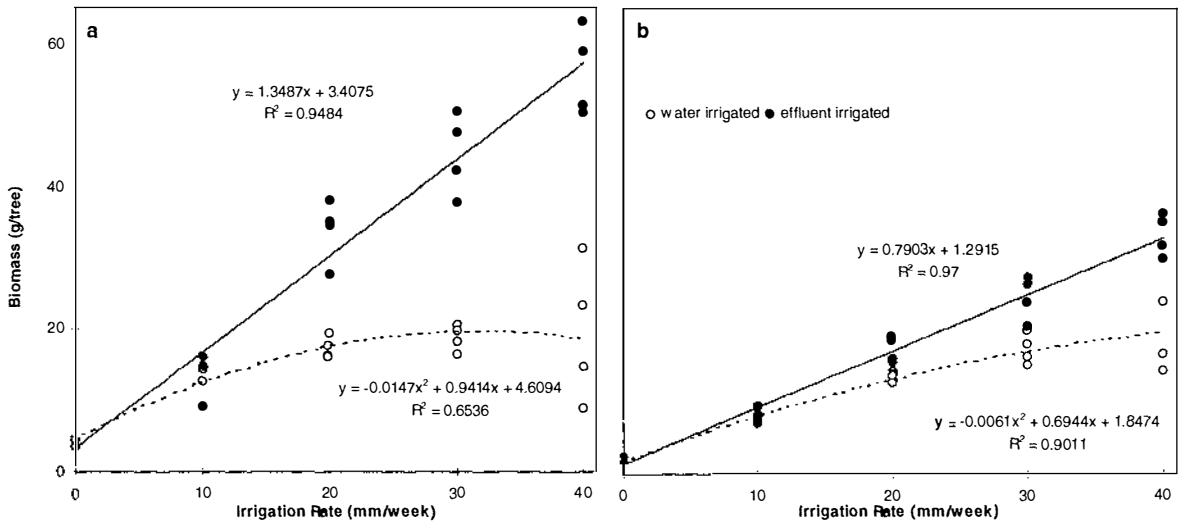 a
b
60
40
20
0
Biomass (g/tree)
y = 1.3487x + 3.4075
R² = 0.9484
y = -0.0147x² + 0.9414x + 4.6094
R² = 0.6536
0 10 20 30 40
Irrigation Rate (mm/week)
water irrigated effluent irrigated
y = 0.7903x + 1.2915
R² = 0.97
y = -0.0061x² + 0.6944x + 1.8474
R² = 0.9011
0 10 20 30 40
Irrigation Rate (mm/week)